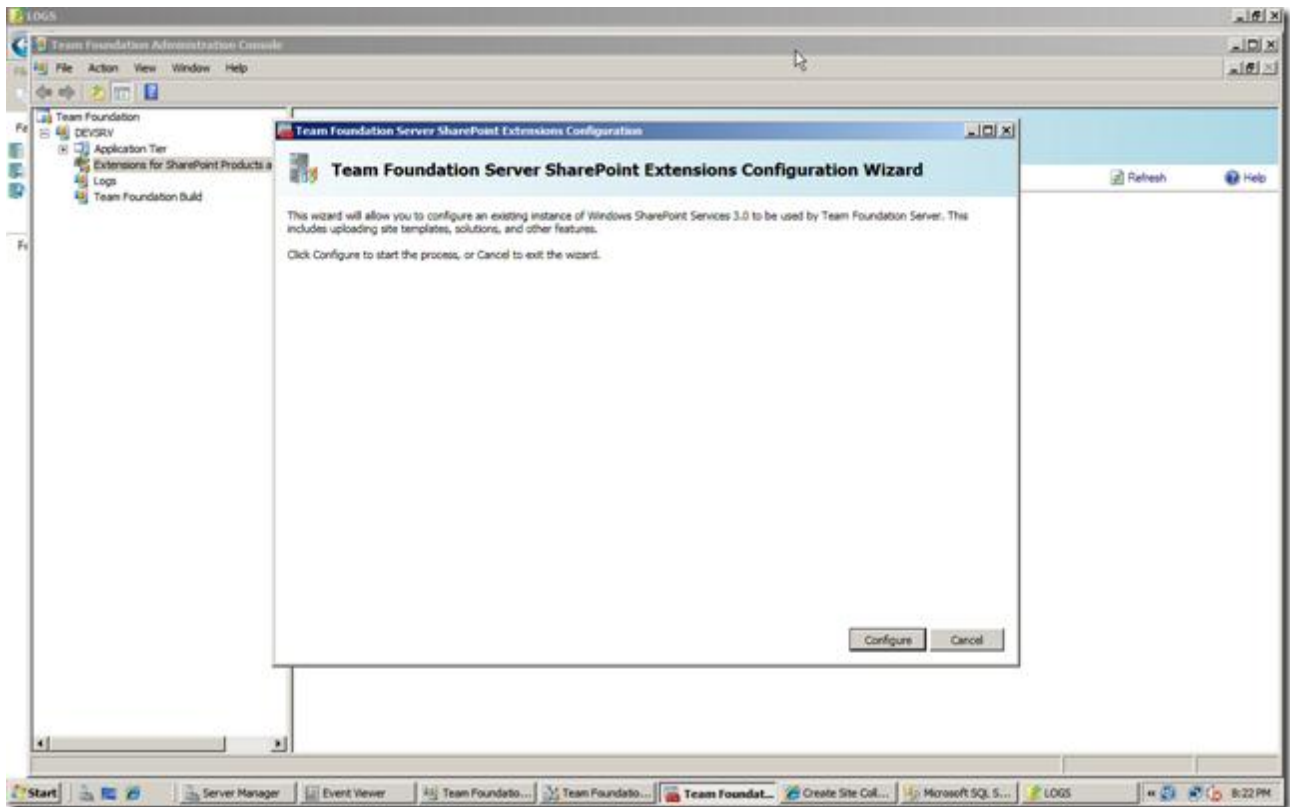 LOGS
Team Foundation Administration Console
File Action View Window Help
Team Foundation
DEVSRV
Application Tier
Extensions for SharePoint Products a
Logs
Team Foundation Build
Team Foundation Server SharePoint Extensions Configuration
Team Foundation Server SharePoint Extensions Configuration Wizard
Refresh Help
This wizard will allow you to configure an existing instance of Windows SharePoint Services 3.0 to be used by Team Foundation Server. This
includes uploading site templates, solutions, and other features.
Click Configure to start the process, or Cancel to exit the wizard.
Configure Cancel
Start Server Manager Event Viewer Team Foundatio... Team Foundatio... Team Foundat... Create Site Coll... Microsoft SQL S... LOGS 8:22 PM